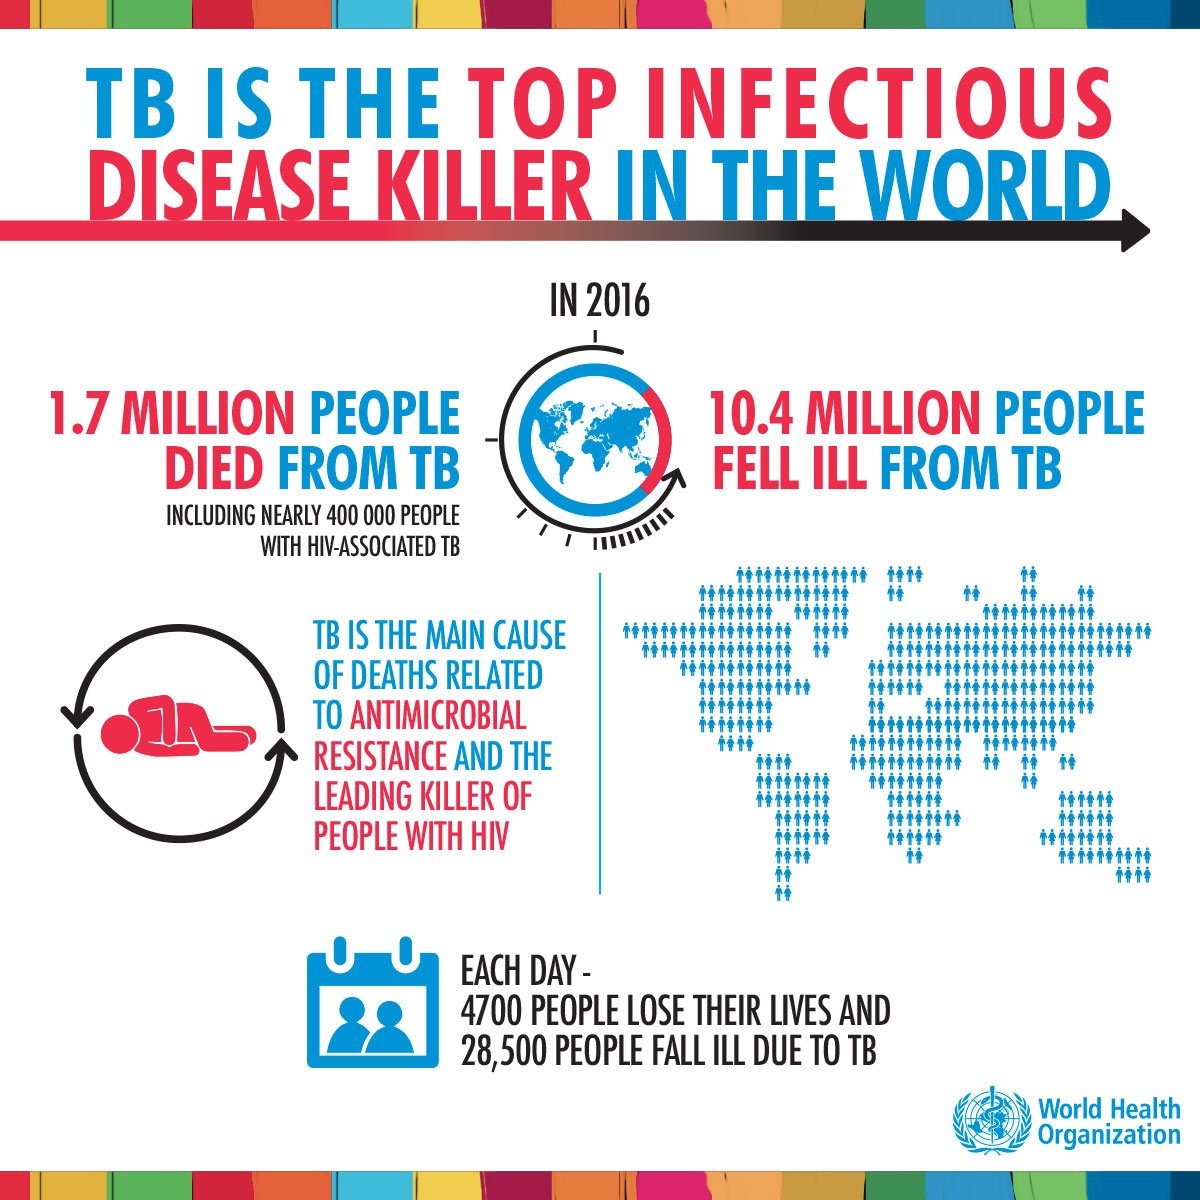 TB IS THE TOP INFECTIOUS
DISEASE KILLER IN THE WORLD
IN 2016
1.7 MILLION PEOPLE
DIED FROM TB
INCLUDING NEARLY 400 000 PEOPLE
WITH HIV-ASSOCIATED TB
10.4 MILLION PEOPLE
FELL ILL FROM TB
TB IS THE MAIN CAUSE
OF DEATHS RELATED
TO ANTIMICROBIAL
RESISTANCE AND THE
LEADING KILLER OF
PEOPLE WITH HIV
EACH DAY -
4700 PEOPLE LOSE THEIR LIVES AND
28,500 PEOPLE FALL ILL DUE TO TB
World Health
Organization